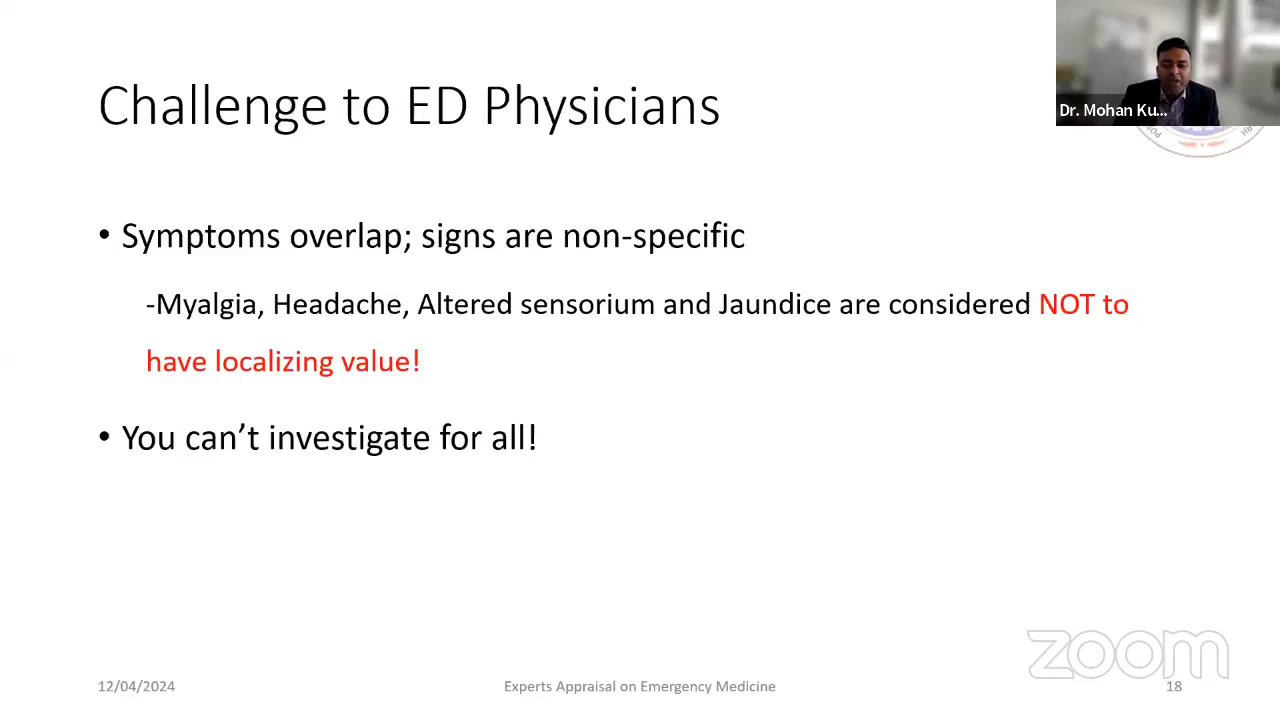 Challenge to ED Physicians
Dr. Mohan Ku...
• Symptoms overlap; signs are non-specific
-Myalgia, Headache, Altered sensorium and Jaundice are considered NOT to
have localizing value!
• You can’t investigate for all!
zoom
12/04/2024
Experts Appraisal on Emergency Medicine
18